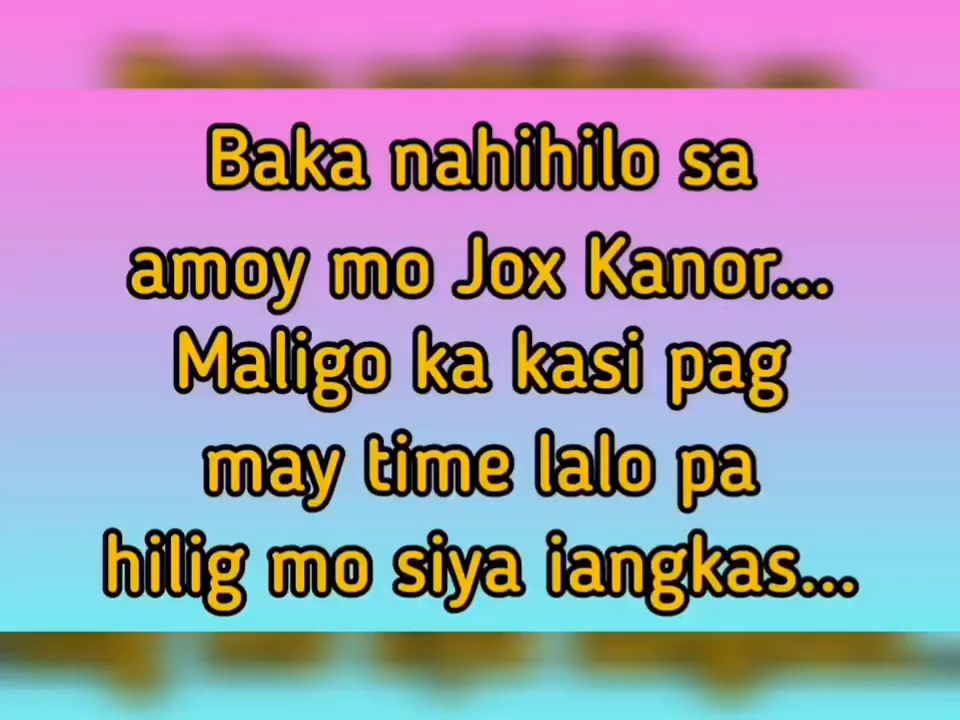 Baka nahihilo sa
amoy mo Jox Kanor...
Maligo ka kasi pag
may time lalo pa
hilig mo siya iangkas...